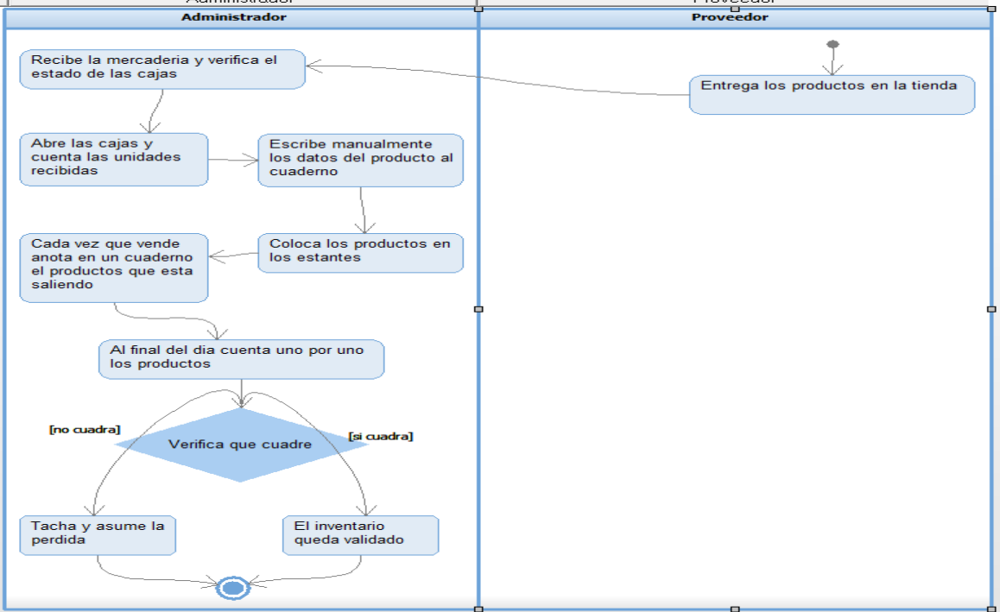 Administrador
Proveedor
Administrador
Proveedor
Recibe la mercaderia y verifica el
estado de las cajas
Entrega los productos en la tienda
Abre las cajas y
cuenta las unidades
recibidas
Escribe manualmente
los datos del producto al
cuaderno
Cada vez que vende
anota en un cuaderno
el productos que esta
saliendo
Coloca los productos en
los estantes
Al final del dia cuenta uno por uno
los productos
[no cuadra]
[si cuadra]
Verifica que cuadre
Tacha y asume la
perdida
El inventario
queda validado